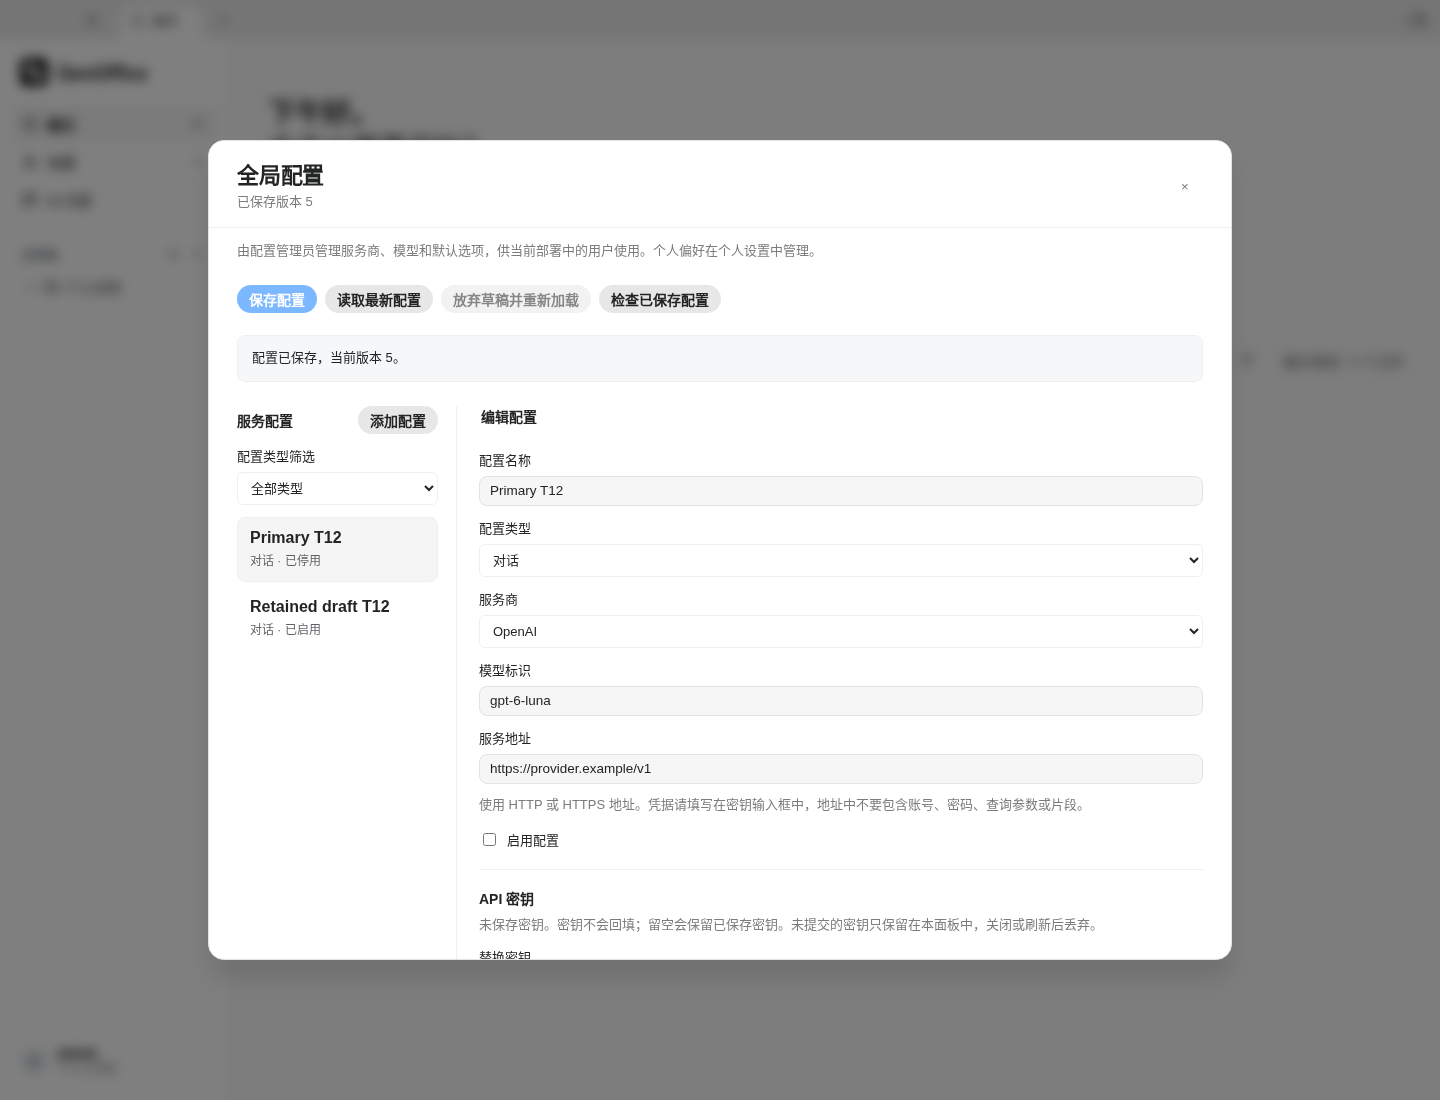 GenOffice
下午好，
全局配置
已保存版本 5
×
由配置管理员管理服务商、模型和默认选项，供当前部署中的用户使用。个人偏好在个人设置中管理。
保存配置 读取最新配置 放弃草稿并重新加载 检查已保存配置
配置已保存，当前版本 5。
服务配置 添加配置
配置类型筛选
全部类型
Primary T12
对话 · 已停用
Retained draft T12
对话 · 已启用
编辑配置
配置名称
Primary T12
配置类型
对话
服务商
OpenAI
模型标识
gpt-6-luna
服务地址
https://provider.example/v1
使用 HTTP 或 HTTPS 地址。凭据请填写在密钥输入框中，地址中不要包含账号、密码、查询参数或片段。
启用配置
API 密钥
未保存密钥。密钥不会回填；留空会保留已保存密钥。未提交的密钥只保留在本面板中，关闭或刷新后丢弃。
替换密钥